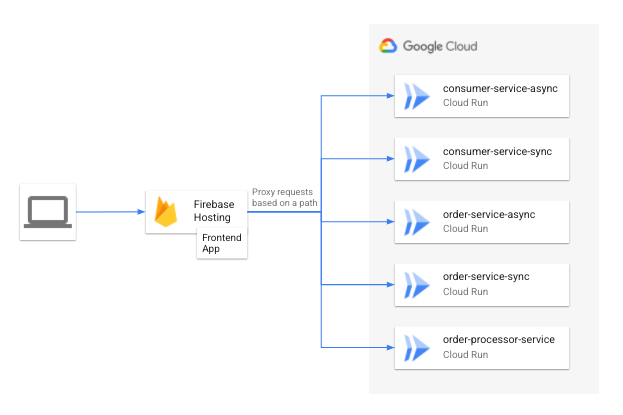 Google Cloud
consumer-service-async
Cloud Run
consumer-service-sync
Cloud Run
Proxy requests
based on a path
Firebase
Hosting
Frontend
App
order-service-async
Cloud Run
order-service-sync
Cloud Run
order-processor-service
Cloud Run